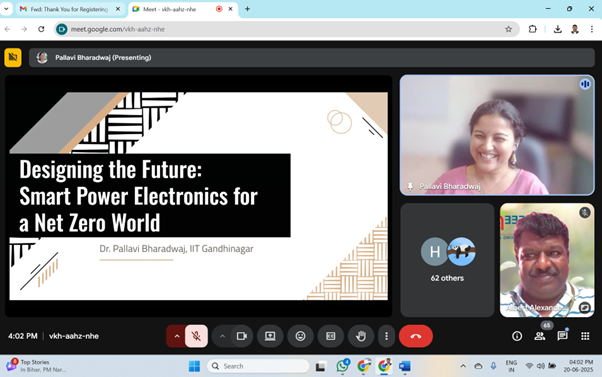 Fwd: Thank You for Registering
Meet - vkh-aahz-nhe
meet.google.com/vkh-aahz-nhe
Pallavi Bharadwaj (Presenting)
Designing the Future:
Smart Power Electronics for
a Net Zero World
Dr. Pallavi Bharadwaj, IIT Gandhinagar
Pallavi Bharadwaj
H
62 others
Albert Alexander
4:02 PM
vkh-aahz-nhe
65
Top Stories
In Bihar, PM Nar...
Search
ENG
IN
04:02 PM
20-06-2025